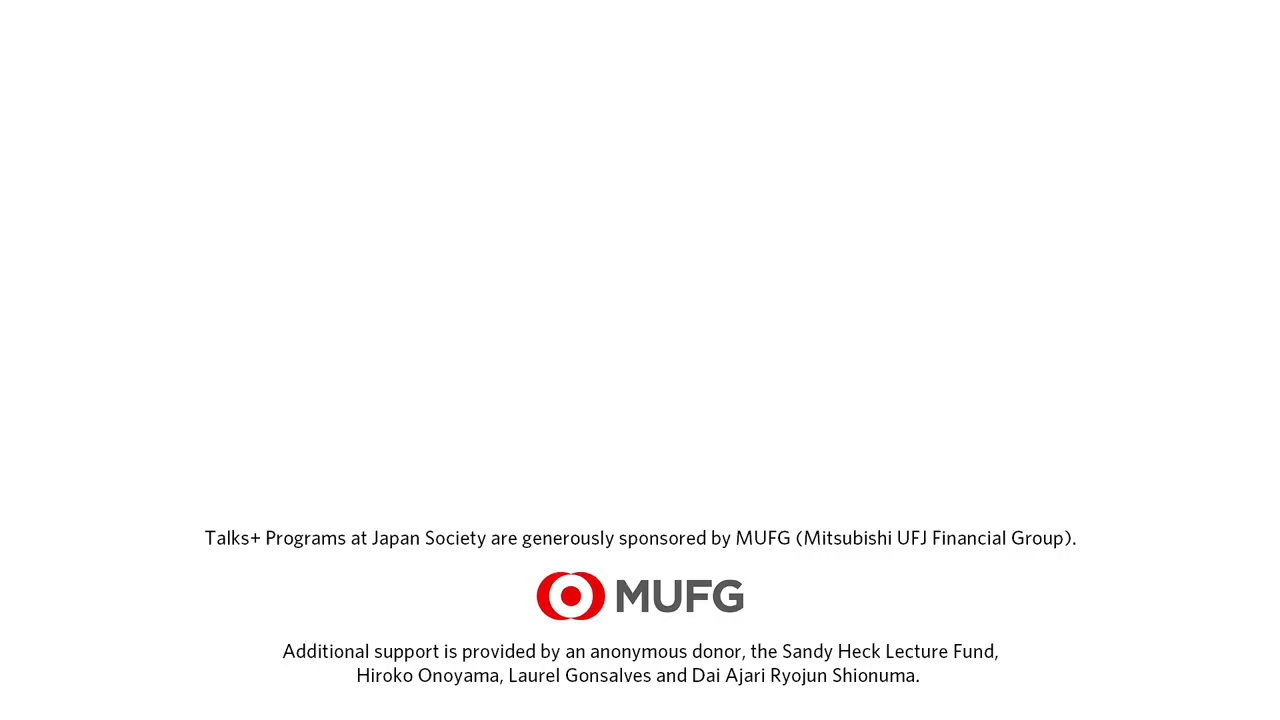 Talks+ Programs at Japan Society are generously sponsored by MUFG (Mitsubishi UFJ Financial Group).
MUFG
Additional support is provided by an anonymous donor, the Sandy Heck Lecture Fund,
Hiroko Onoyama, Laurel Gonsalves and Dai Ajari Ryojun Shionuma.